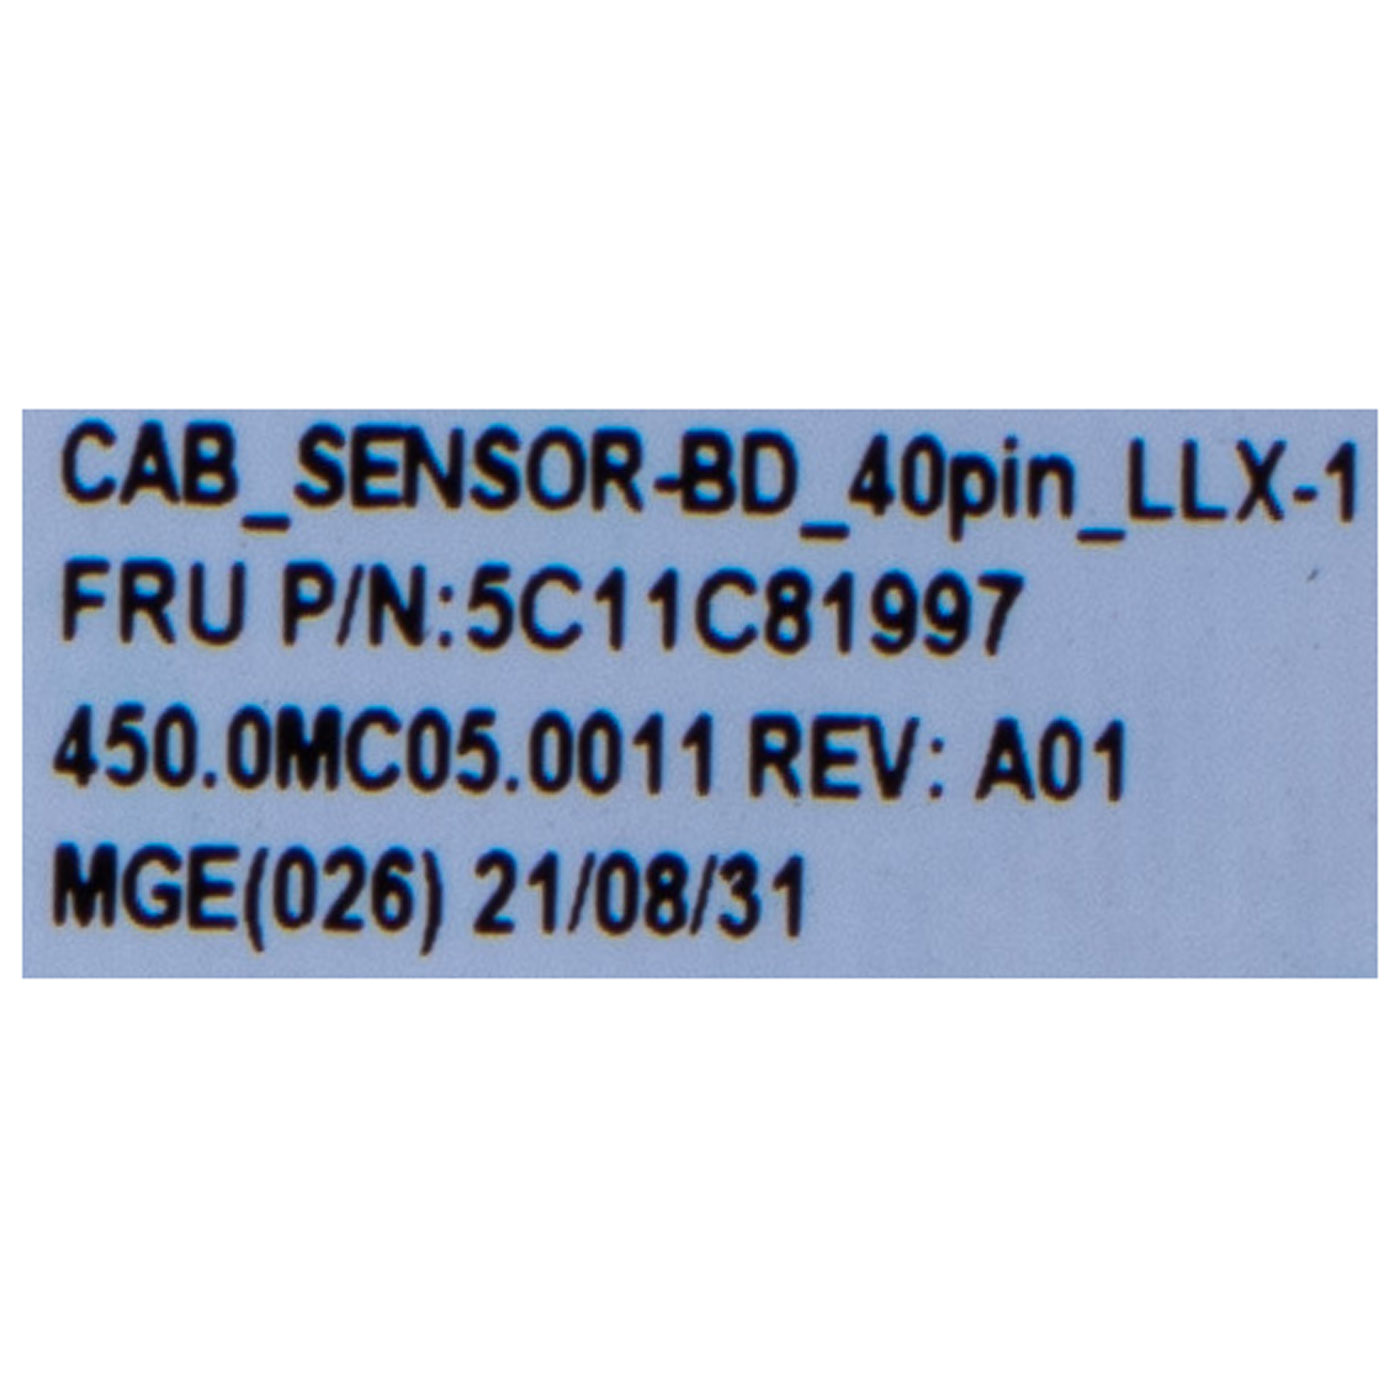 CAB_SENSOR-BD_40pin_LLX-1
FRU P/N:5C11C81997
450.0MC05.0011 REV: A01
MGE(026) 21/08/31